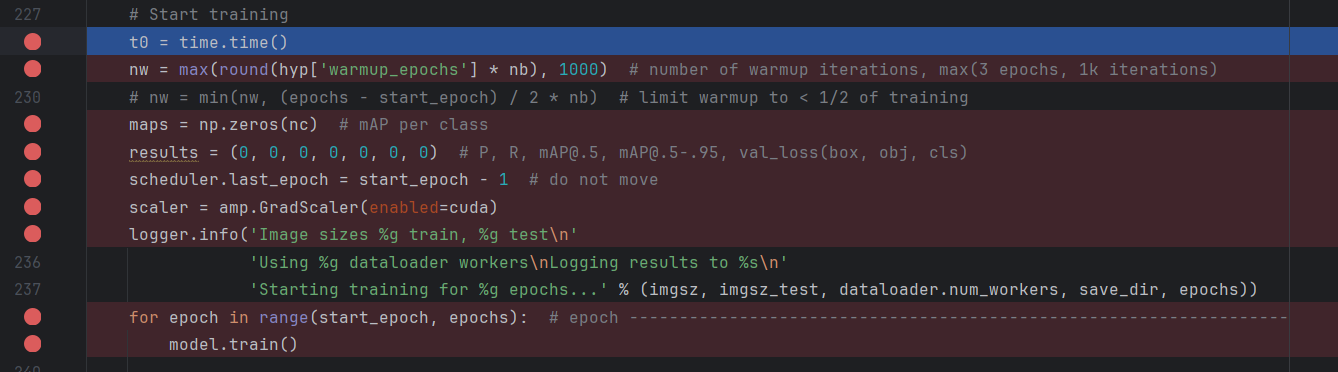 227 # Start training
t0 = time.time()
nw = max(round(hyp['warmup_epochs'] * nb), 1000)  # number of warmup iterations, max(3 epochs, 1k iterations)
230 # nw = min(nw, (epochs - start_epoch) / 2 * nb)  # limit warmup to < 1/2 of training
maps = np.zeros(nc)  # mAP per class
results = (0, 0, 0, 0, 0, 0, 0)  # P, R, mAP@.5, mAP@.5-.95, val_loss(box, obj, cls)
scheduler.last_epoch = start_epoch - 1  # do not move
scaler = amp.GradScaler(enabled=cuda)
logger.info('Image sizes %g train, %g test\n'
236 'Using %g dataloader workers\nLogging results to %s\n'
237 'Starting training for %g epochs...' % (imgsz, imgsz_test, dataloader.num_workers, save_dir, epochs))
for epoch in range(start_epoch, epochs):  # epoch ------------------------------------------------------------------
model.train()